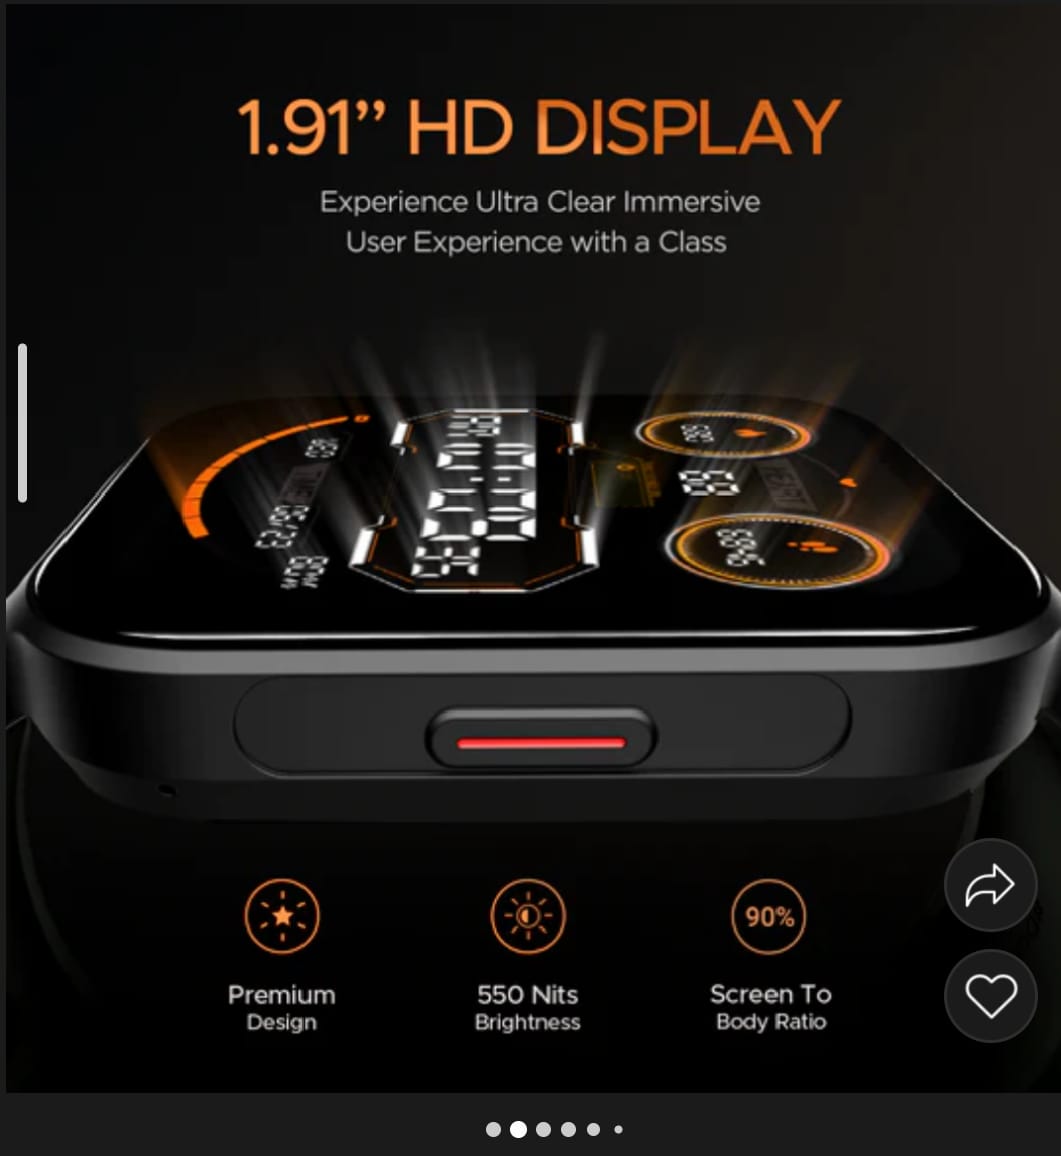 1.91” HD DISPLAY
Experience Ultra Clear Immersive
User Experience with a Class
90%
Premium
Design
550 Nits
Brightness
Screen To
Body Ratio